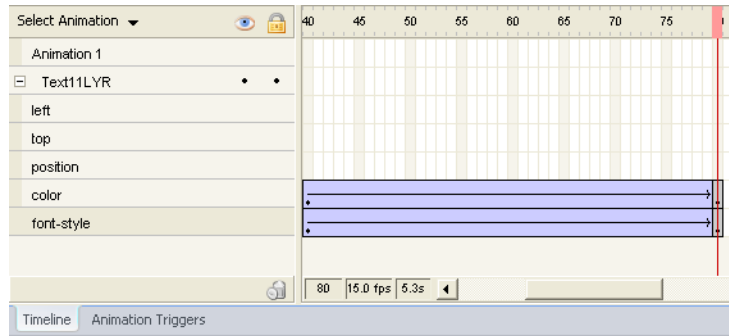 Select Animation 40 45 50 55 60 65 70 75
Animation 1
Text11LYR
left
top
position
color
font-style
80 15.0 fps 5.3s
Timeline Animation Triggers